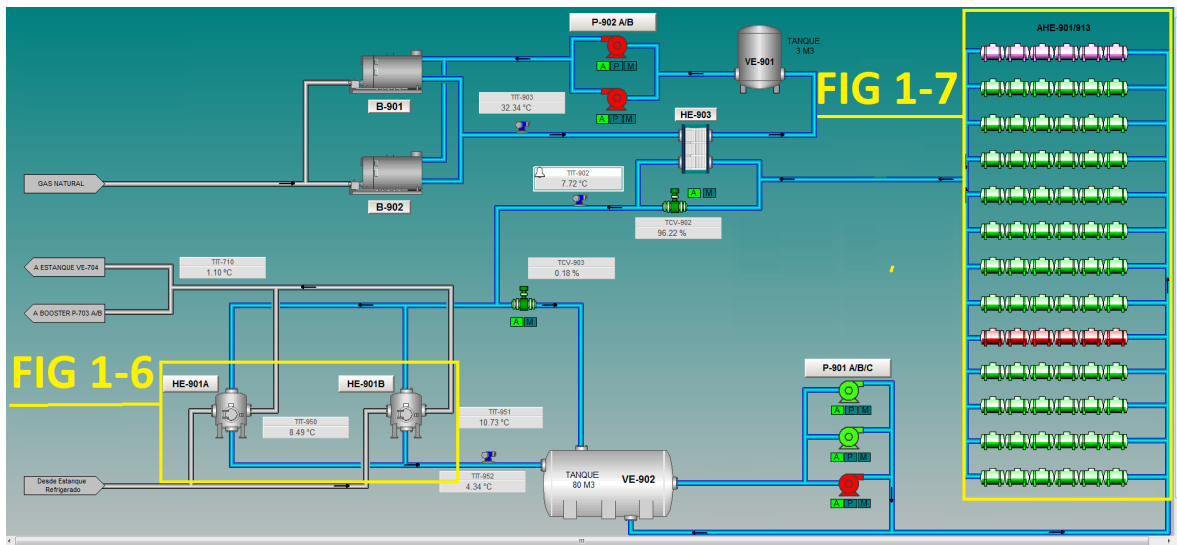 P-902 A/B
AHE-901/913
TANQUE
3 M3
VE-901
A P M
FIG 1-7
B-901
TIT-903
32.34 °C
A P M
HE-903
TIT-902
7.72 °C
GAS NATURAL
A M
B-902
TCV-902
96.22 %
A ESTANQUE VE-704
TIT-710
1.10 °C
TCV-903
0.18 %
A BOOSTER P-703 A/B
A M
FIG 1-6
HE-901A
HE-901B
P-901 A/B/C
TIT-950
8.49 °C
TIT-951
10.73 °C
A P M
A P M
TANQUE
80 M3
VE-902
TIT-952
4.34 °C
Desde Estanque
Refrigerado
A P M